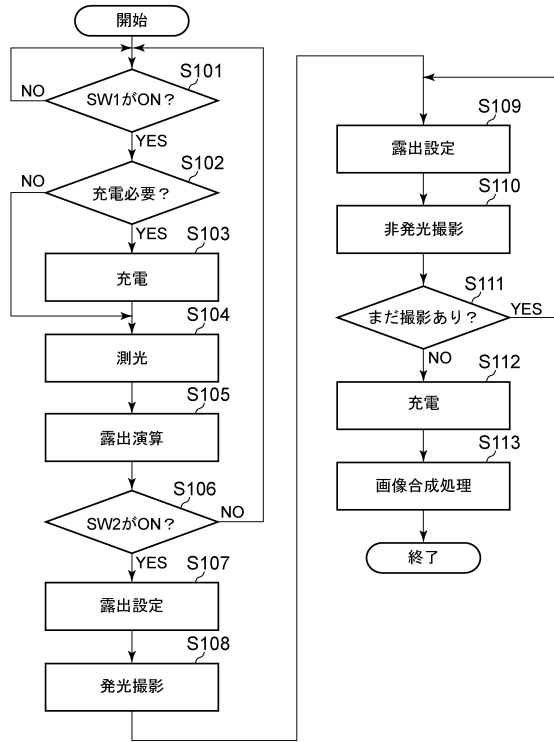 開始
S101
SW1がON？
NO
YES
S102
充電必要？
NO
YES
S103
充電
S104
測光
S105
露出演算
S106
SW2がON？
NO
YES
S107
露出設定
S108
発光撮影
S109
露出設定
S110
非発光撮影
S111
まだ撮影あり？
YES
NO
S112
充電
S113
画像合成処理
終了